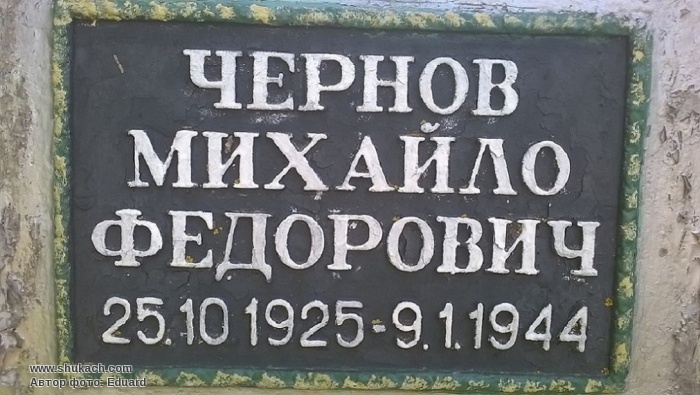 ЧЕРНОВ
МИХАЙЛО
ФЕДОРОВИЧ
25.10 1925-9.1.1944
www.shukach.com
Автор фото- Eduard